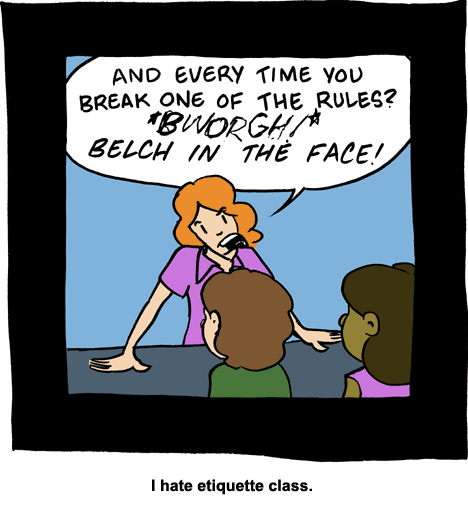 AND EVERY TIME YOU
BREAK ONE OF THE RULES?
*BWORGH!*
BELCH IN THE FACE!
I hate etiquette class.